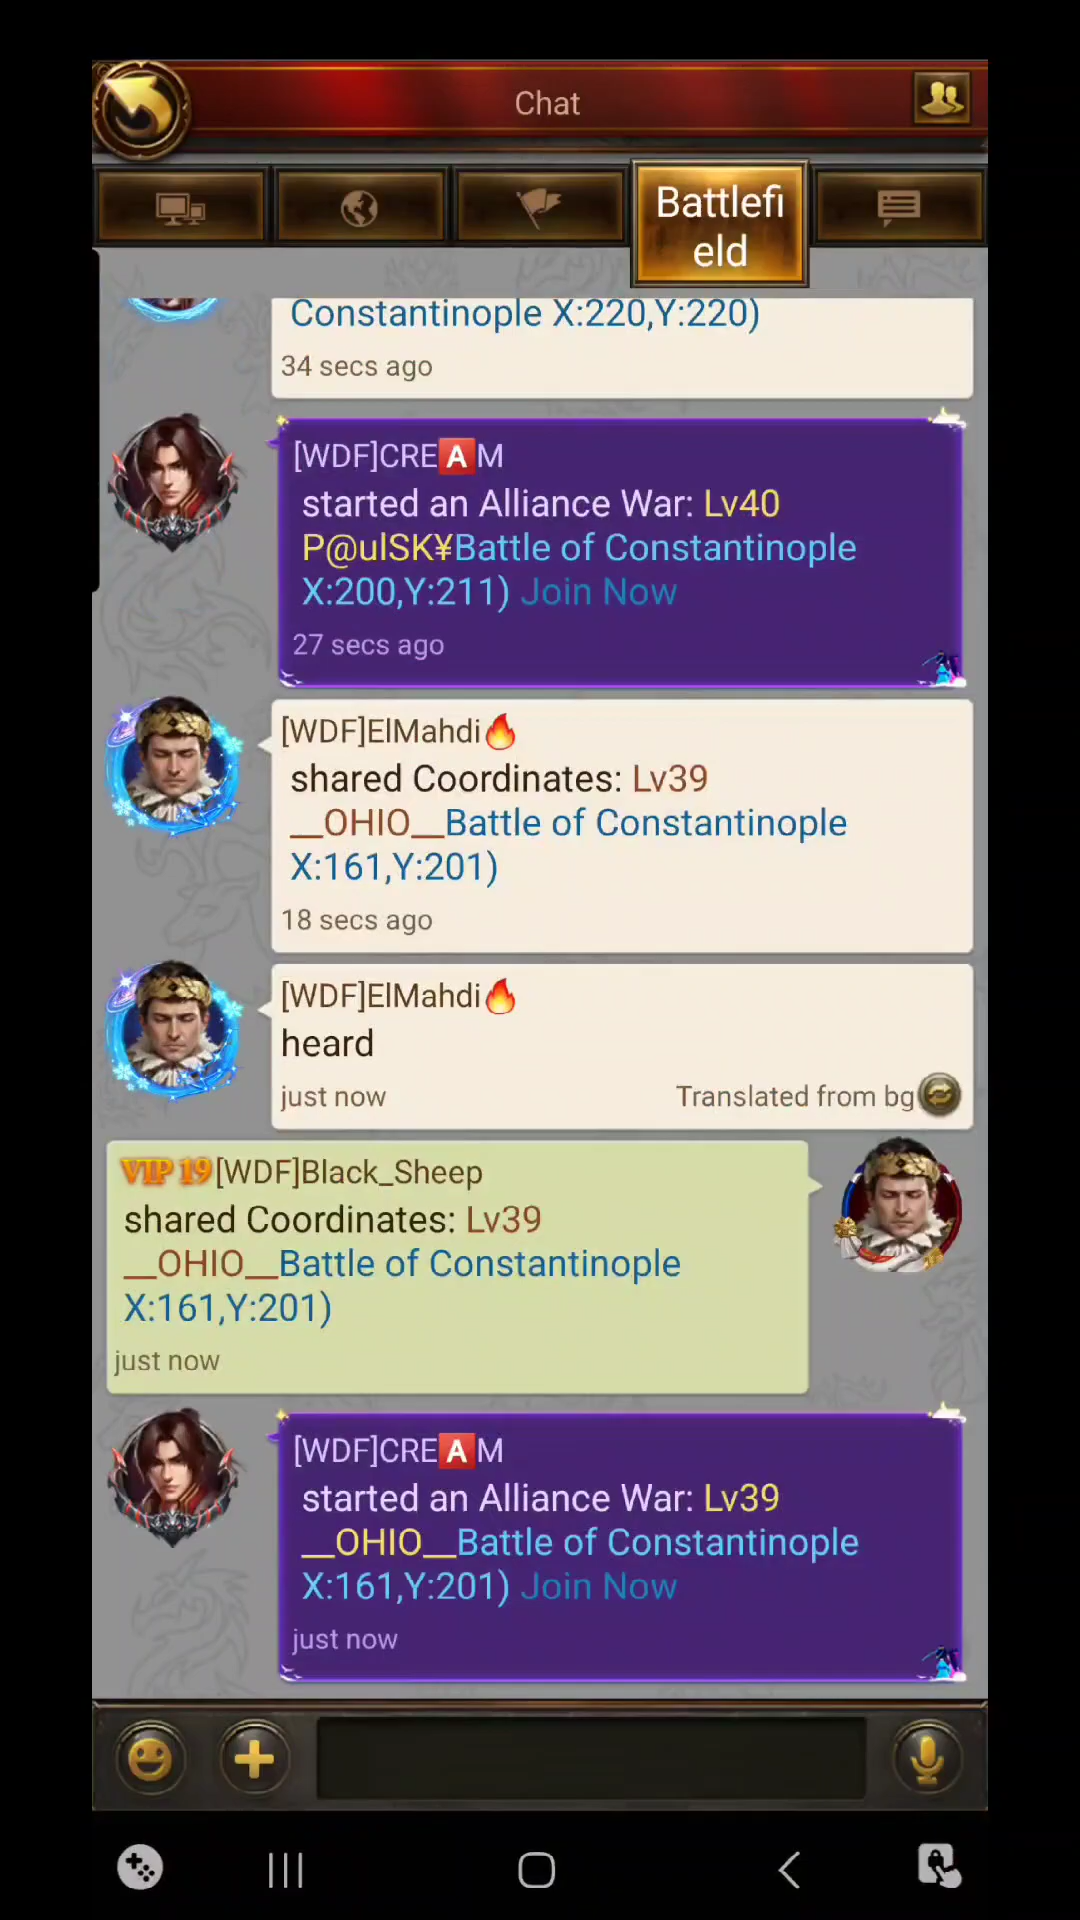 Chat
Battlefi
eld
Constantinople X:220,Y:220)
34 secs ago
[WDF]CRE🅰M
started an Alliance War: Lv40
P@ulSK¥Battle of Constantinople
X:200,Y:211) Join Now
27 secs ago
[WDF]ElMahdi🔥
shared Coordinates: Lv39
__OHIO__Battle of Constantinople
X:161,Y:201)
18 secs ago
[WDF]ElMahdi🔥
heard
just now Translated from bg
VIP 19[WDF]Black_Sheep
shared Coordinates: Lv39
__OHIO__Battle of Constantinople
X:161,Y:201)
just now
[WDF]CRE🅰M
started an Alliance War: Lv39
__OHIO__Battle of Constantinople
X:161,Y:201) Join Now
just now